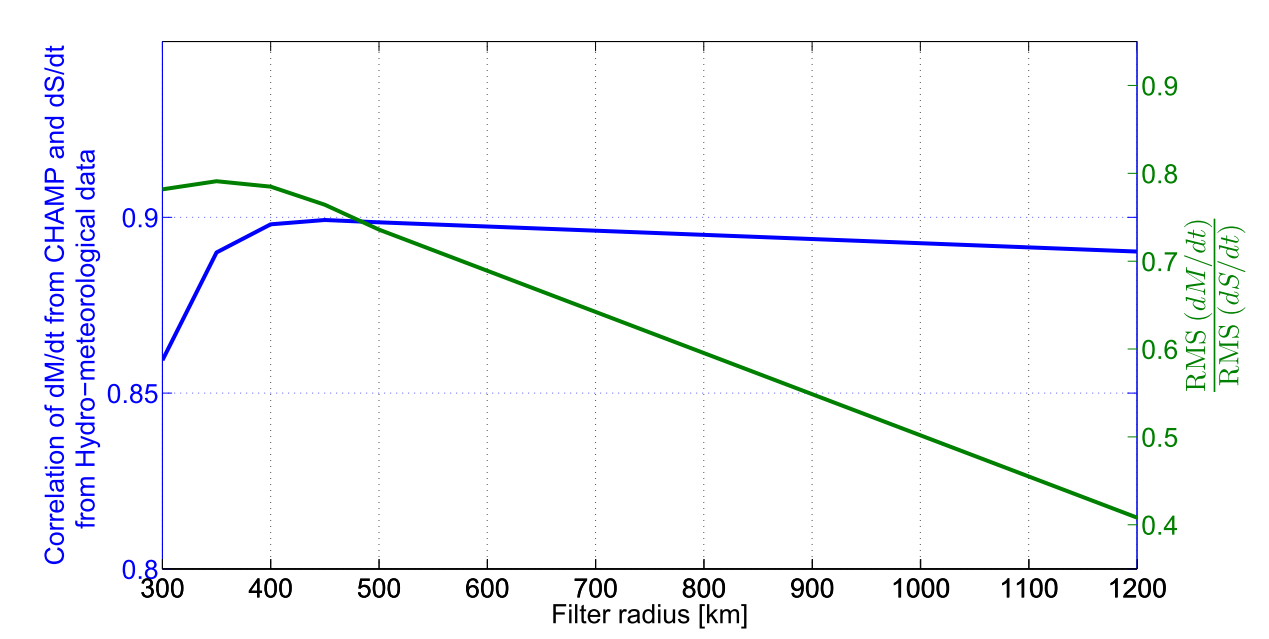 Correlation of dM/dt from CHAMP and dS/dt
from Hydro−meteorological data
0.9
0.85
0.8
300 400 500 600 700 800 900 1000 1100 1200
Filter radius [km]
0.9
0.8
0.7
0.6
0.5
0.4
RMS (dM/dt)
RMS (dS/dt)